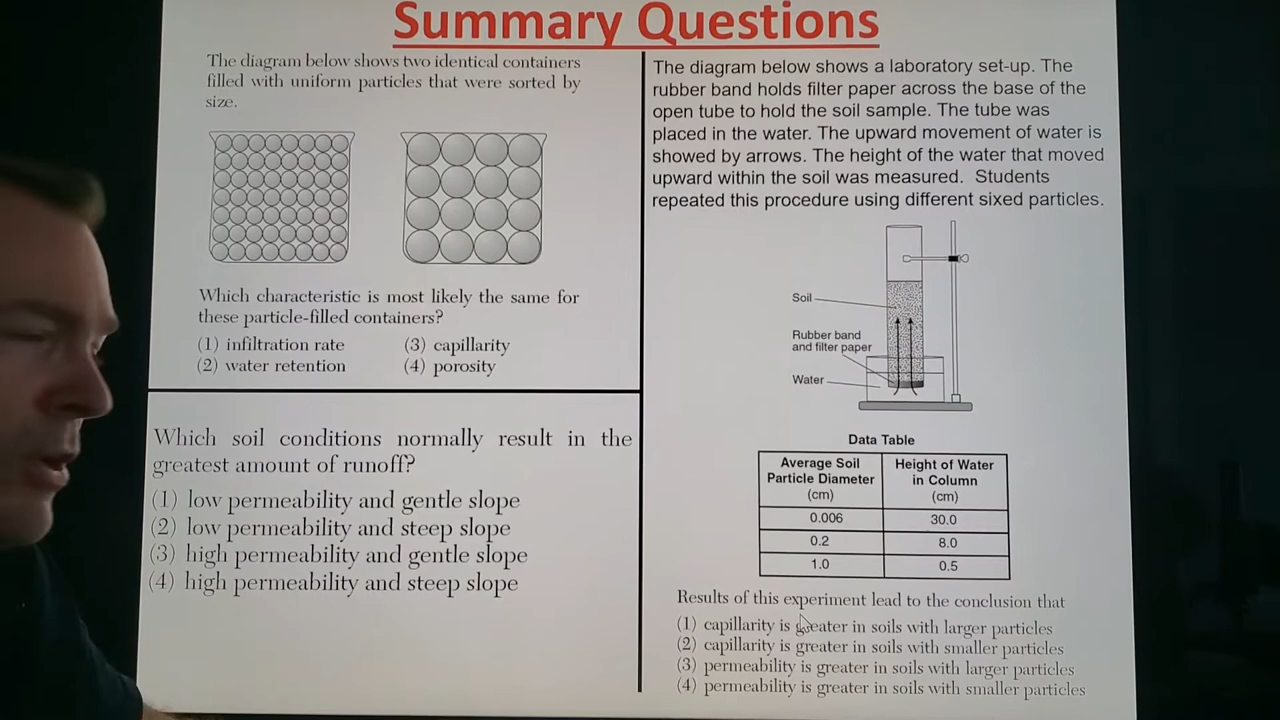 Summary Questions
The diagram below shows two identical containers
filled with uniform particles that were sorted by
size.
Which characteristic is most likely the same for
these particle-filled containers?
(1) infiltration rate
(3) capillarity
(2) water retention
(4) porosity
Which soil conditions normally result in the
greatest amount of runoff?
(1) low permeability and gentle slope
(2) low permeability and steep slope
(3) high permeability and gentle slope
(4) high permeability and steep slope
The diagram below shows a laboratory set-up. The
rubber band holds filter paper across the base of the
open tube to hold the soil sample. The tube was
placed in the water. The upward movement of water is
showed by arrows. The height of the water that moved
upward within the soil was measured. Students
repeated this procedure using different sixed particles.
Soil
Rubber band
and filter paper
Water
Data Table
Average Soil
Particle Diameter
(cm)
Height of Water
in Column
(cm)
0.006
30.0
0.2
8.0
1.0
0.5
Results of this experiment lead to the conclusion that
(1) capillarity is greater in soils with larger particles
(2) capillarity is greater in soils with smaller particles
(3) permeability is greater in soils with larger particles
(4) permeability is greater in soils with smaller particles